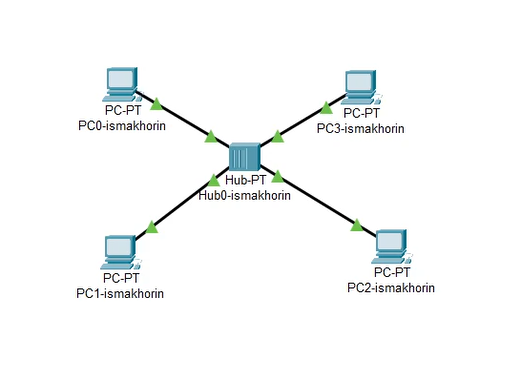 PC-PT
PC0-ismakhorin
PC-PT
PC3-ismakhorin
Hub-PT
Hub0-ismakhorin
PC-PT
PC1-ismakhorin
PC-PT
PC2-ismakhorin